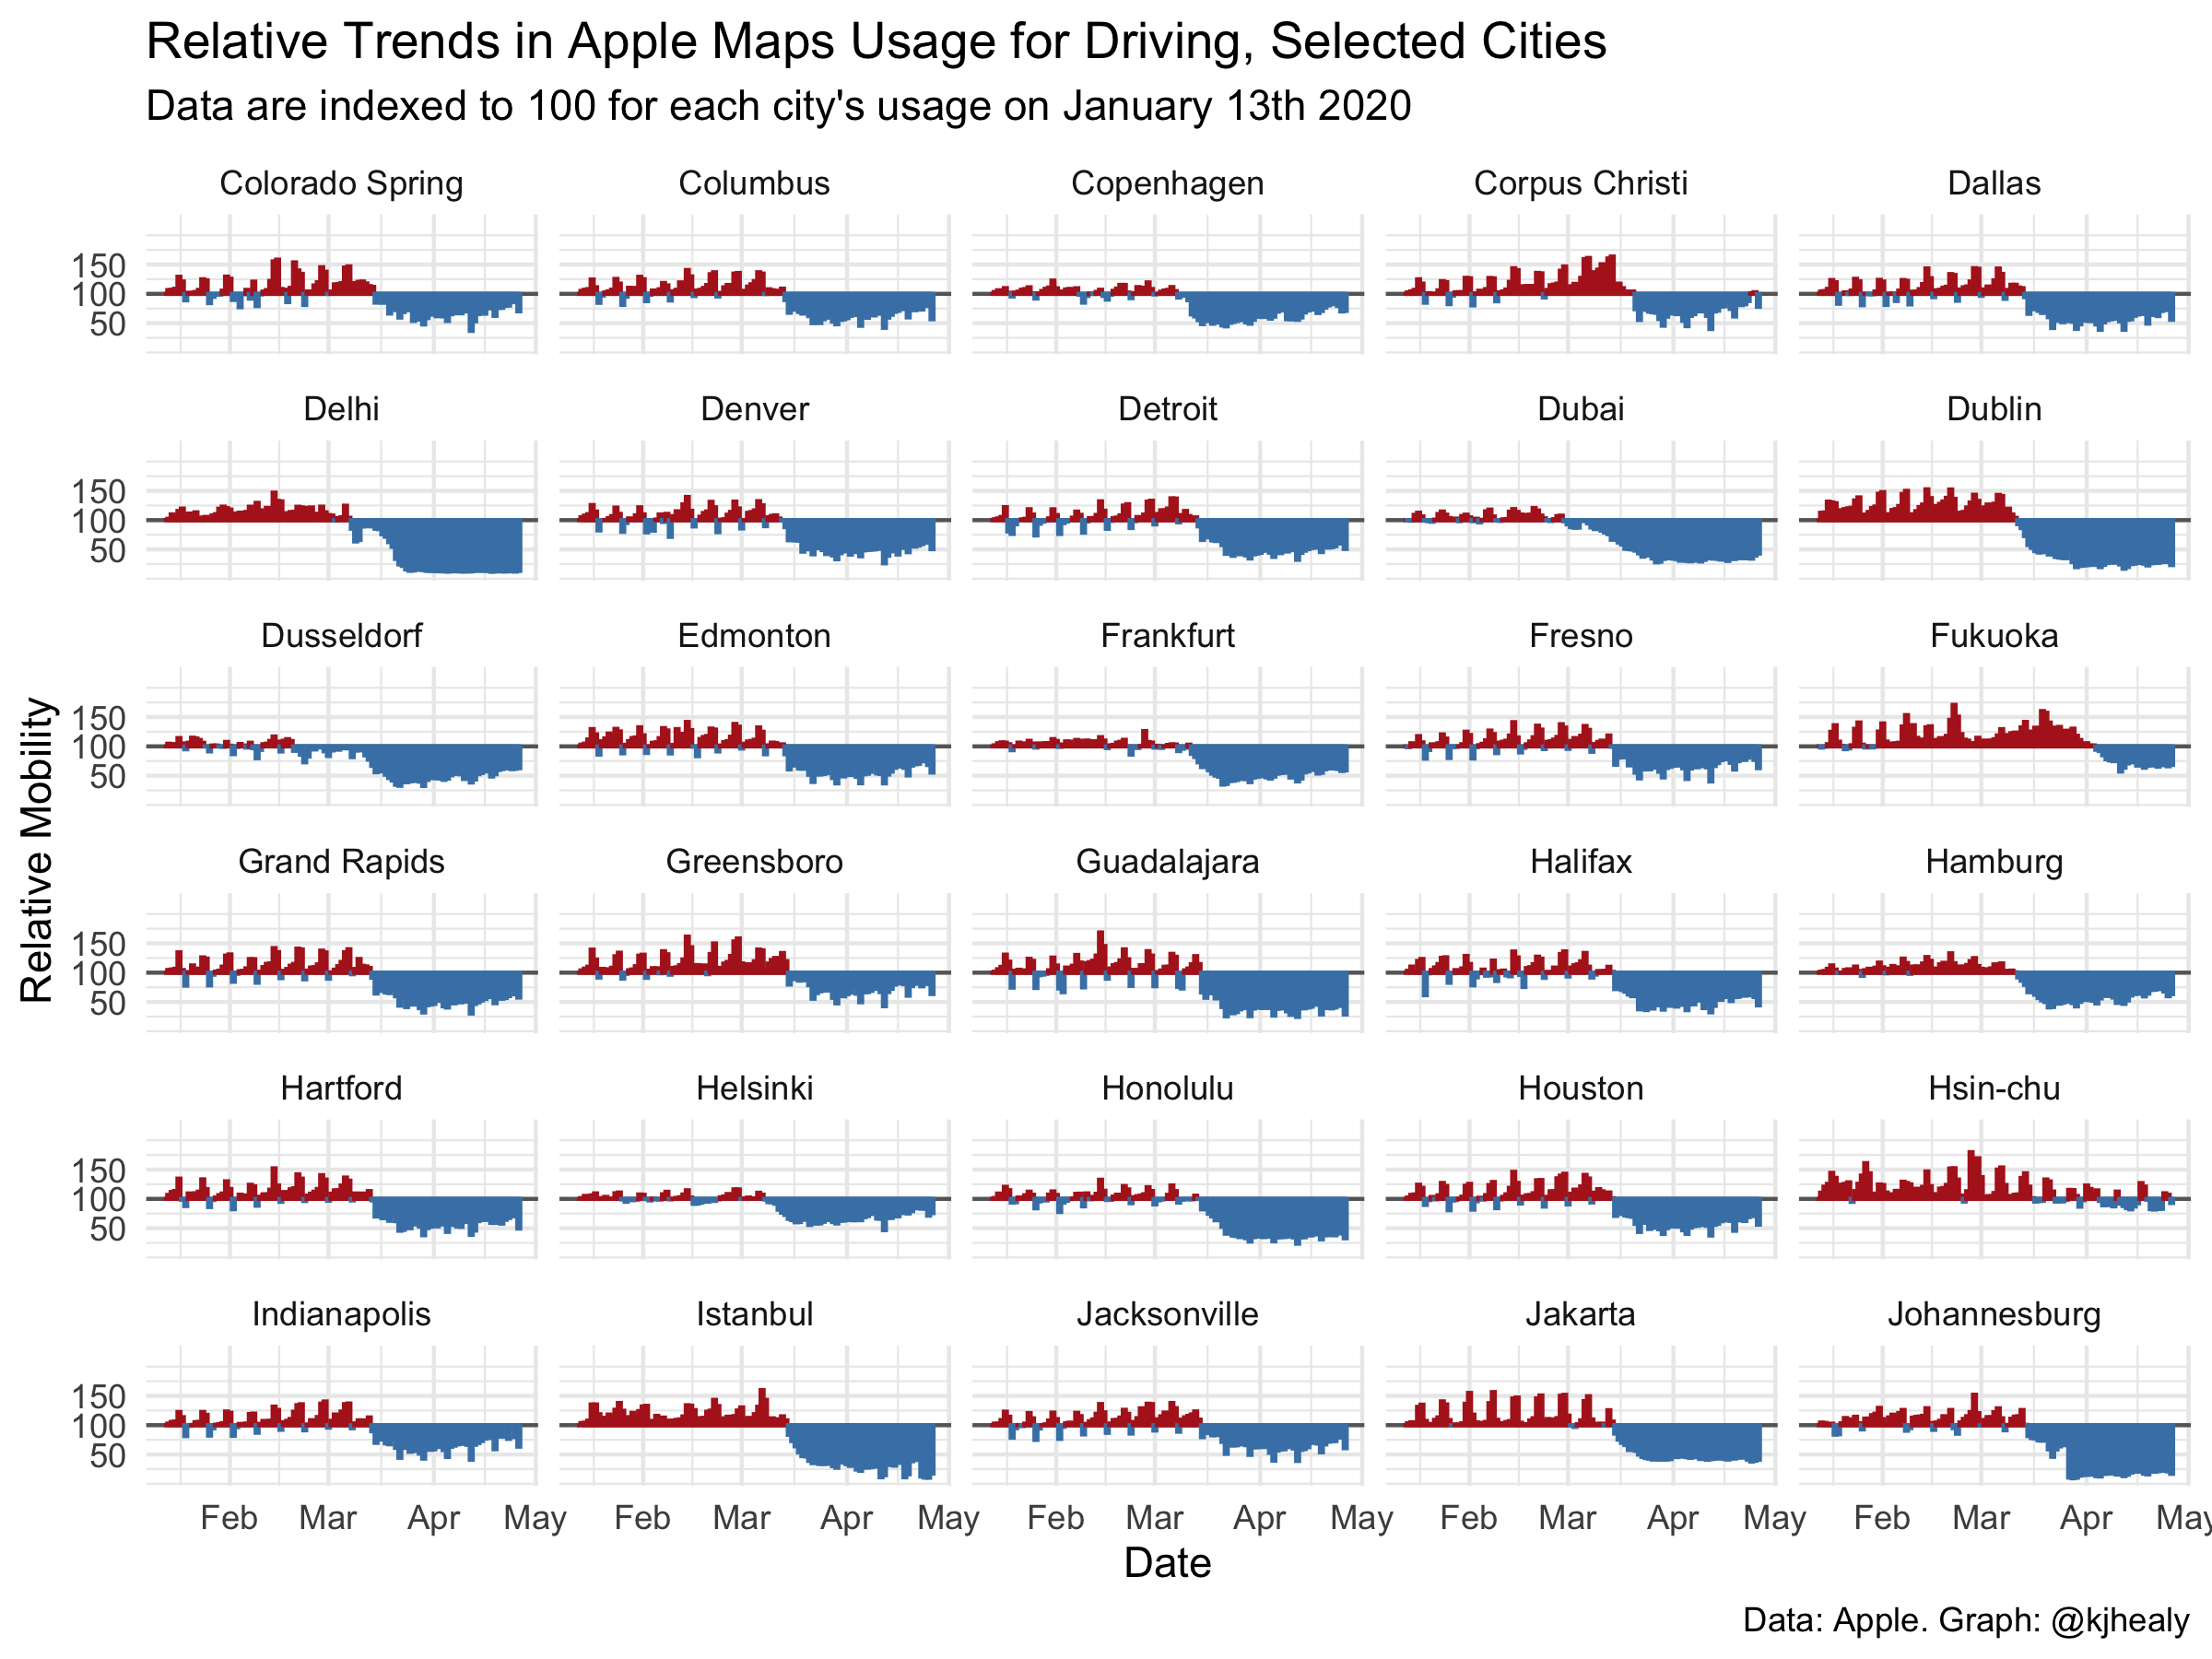 Relative Trends in Apple Maps Usage for Driving, Selected Cities
Data are indexed to 100 for each city's usage on January 13th 2020
Colorado Spring Columbus Copenhagen Corpus Christi Dallas
150
100
50
Delhi Denver Detroit Dubai Dublin
150
100
50
Dusseldorf Edmonton Frankfurt Fresno Fukuoka
150
100
50
Relative Mobility
Grand Rapids Greensboro Guadalajara Halifax Hamburg
150
100
50
Hartford Helsinki Honolulu Houston Hsin-chu
150
100
50
Indianapolis Istanbul Jacksonville Jakarta Johannesburg
150
100
50
Feb Mar Apr May Feb Mar Apr May Feb Mar Apr May Feb Mar Apr May Feb Mar Apr May
Date
Data: Apple. Graph: @kjhealy